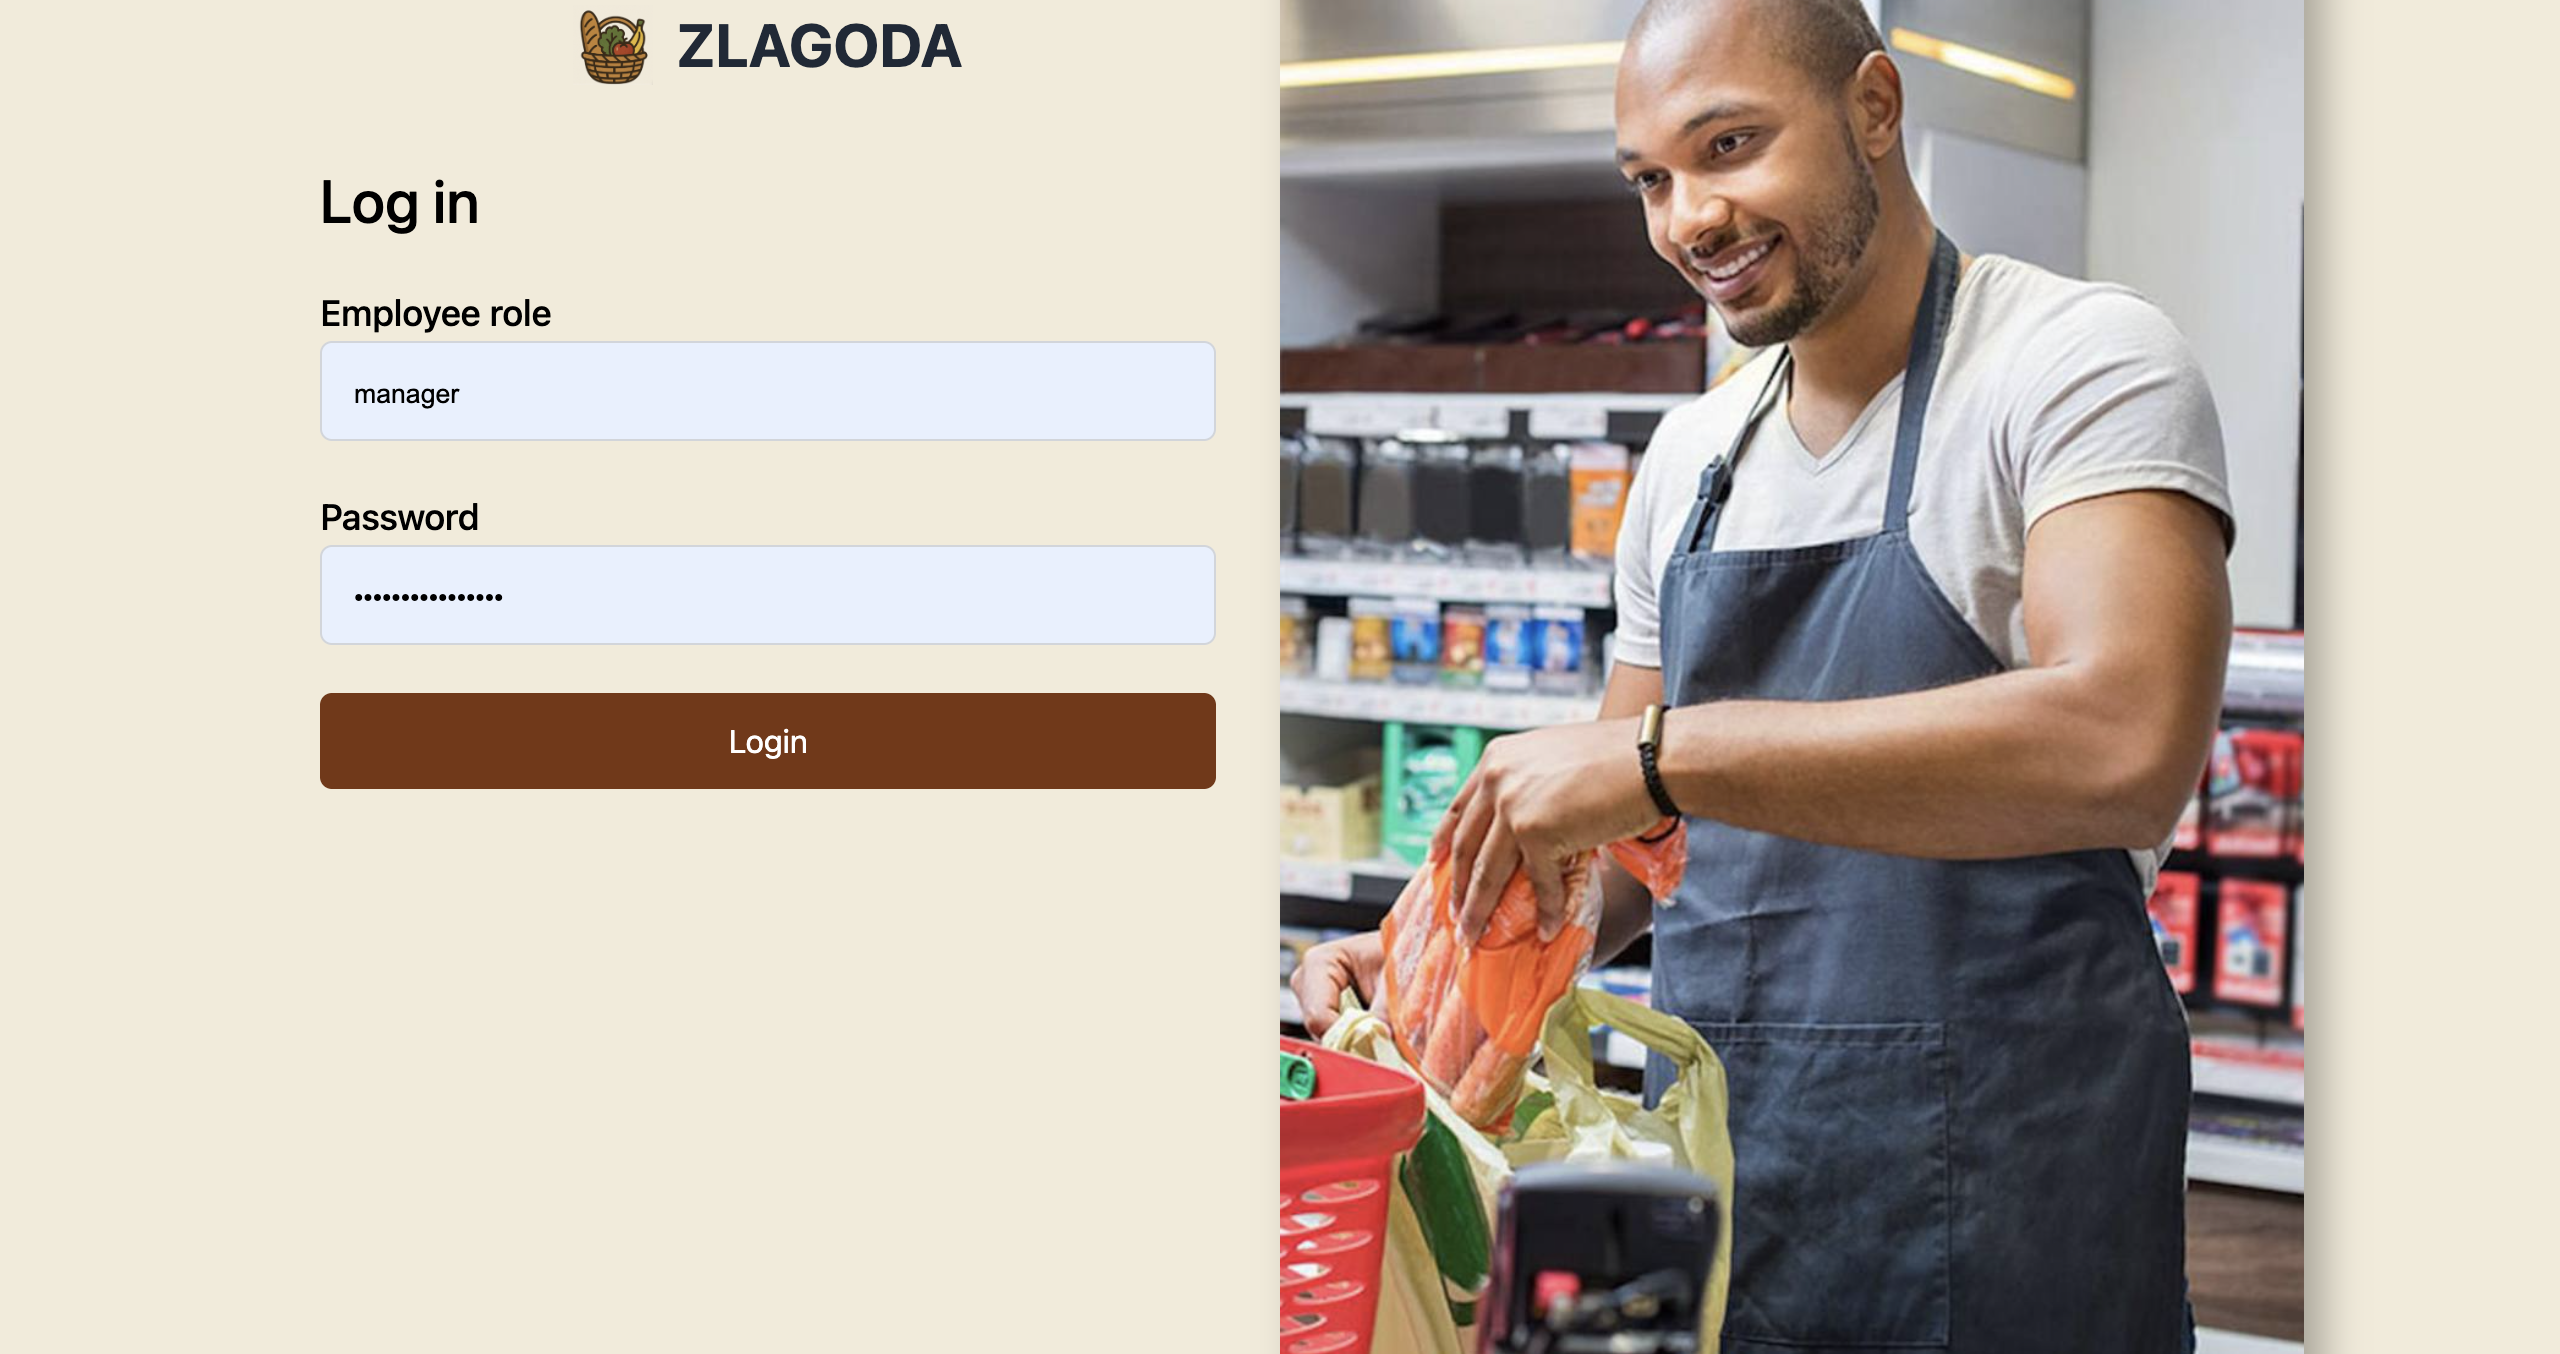 ZLAGODA
Log in
Employee role
manager
Password
••••••••••••••••
Login